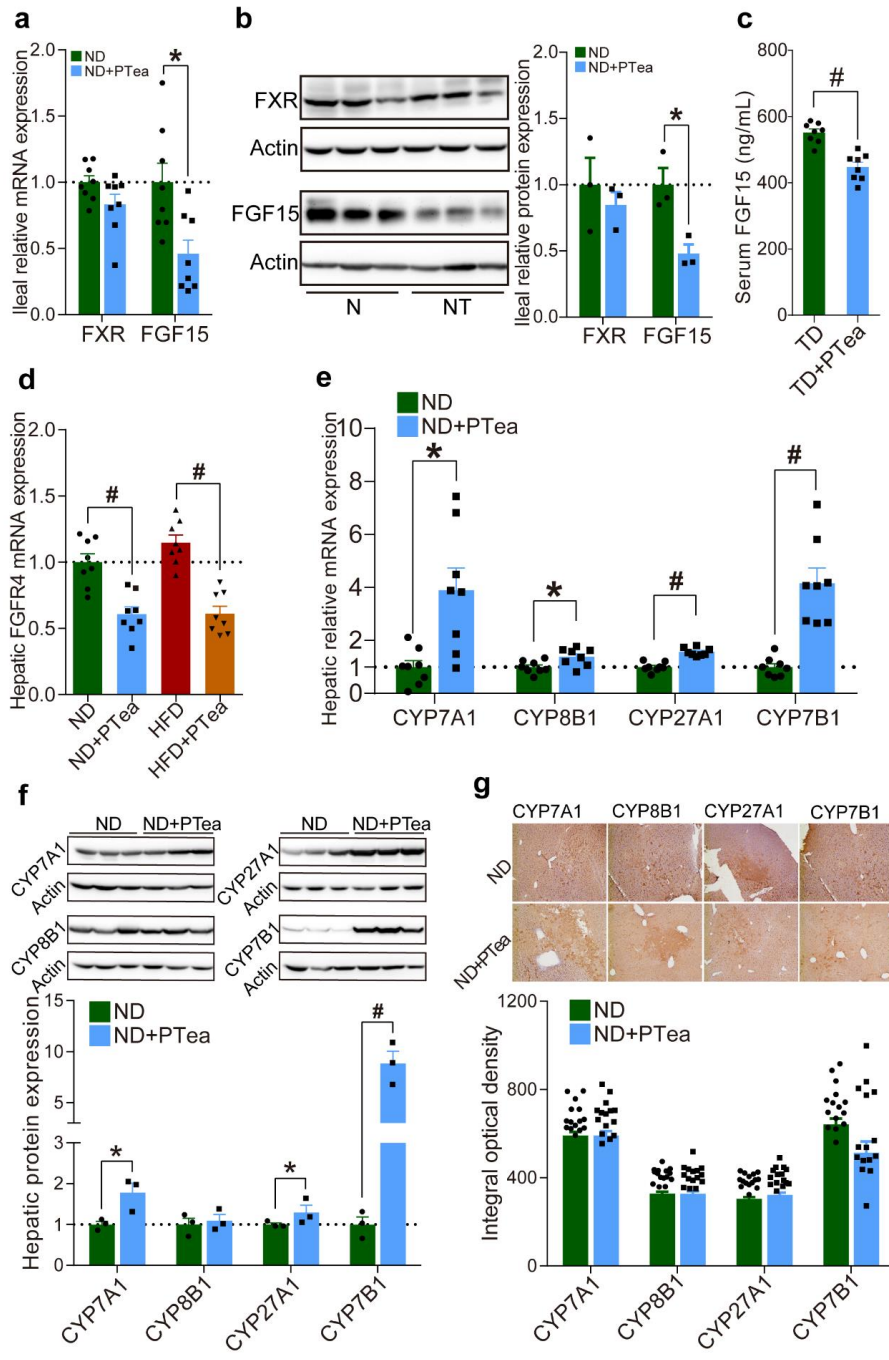 a
ND
ND+PTea
*
Ileal relative mRNA expression
2.0
1.5
1.0
0.5
0.0
FXR FGF15
b
FXR
Actin
FGF15
Actin
N NT
ND
ND+PTea
*
Ileal relative protein expression
2.0
1.5
1.0
0.5
0.0
FXR FGF15
c
#
Serum FGF15 (ng/mL)
800
600
400
200
0
TD
TD+PTea
d
Hepatic FGFR4 mRNA expression
2.0
1.5
1.0
0.5
0.0
# #
ND
ND+PTea
HFD
HFD+PTea
e
ND
ND+PTea
Hepatic relative mRNA expression
10
8
6
4
2
1
0
* * # #
CYP7A1 CYP8B1 CYP27A1 CYP7B1
f
ND ND+PTea
CYP7A1
Actin
CYP8B1
Actin
ND ND+PTea
CYP27A1
Actin
CYP7B1
Actin
ND
ND+PTea
Hepatic protein expression
15
10
5
3
2
1
0
* * #
CYP7A1
CYP8B1
CYP27A1
CYP7B1
g
CYP7A1 CYP8B1 CYP27A1 CYP7B1
ND
ND+PTea
ND
ND+PTea
Integral optical density
1200
800
400
0
CYP7A1
CYP8B1
CYP27A1
CYP7B1